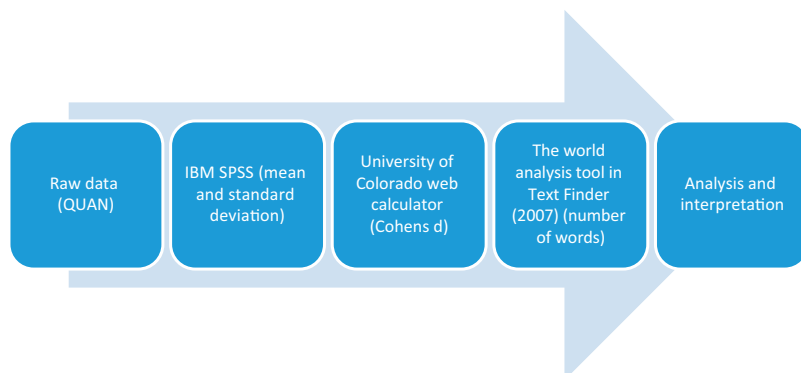 Raw data
(QUAN)
IBM SPSS (mean
and standard
deviation)
University of
Colorado web
calculator
(Cohens d)
The world
analysis tool in
Text Finder
(2007) (number
of words)
Analysis and
interpretation